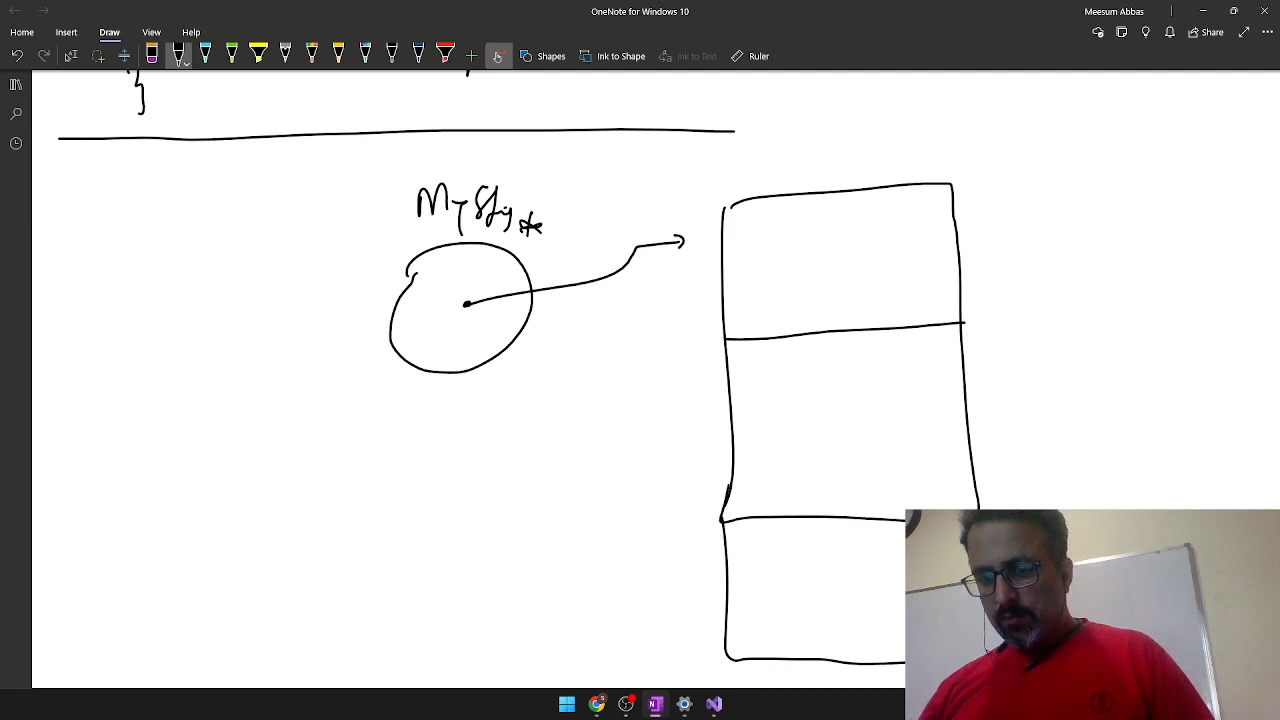 OneNote for Windows 10
Meesum Abbas
Home Insert Draw View Help
Share
Shapes Ink to Shape Ink to Text Ruler
}